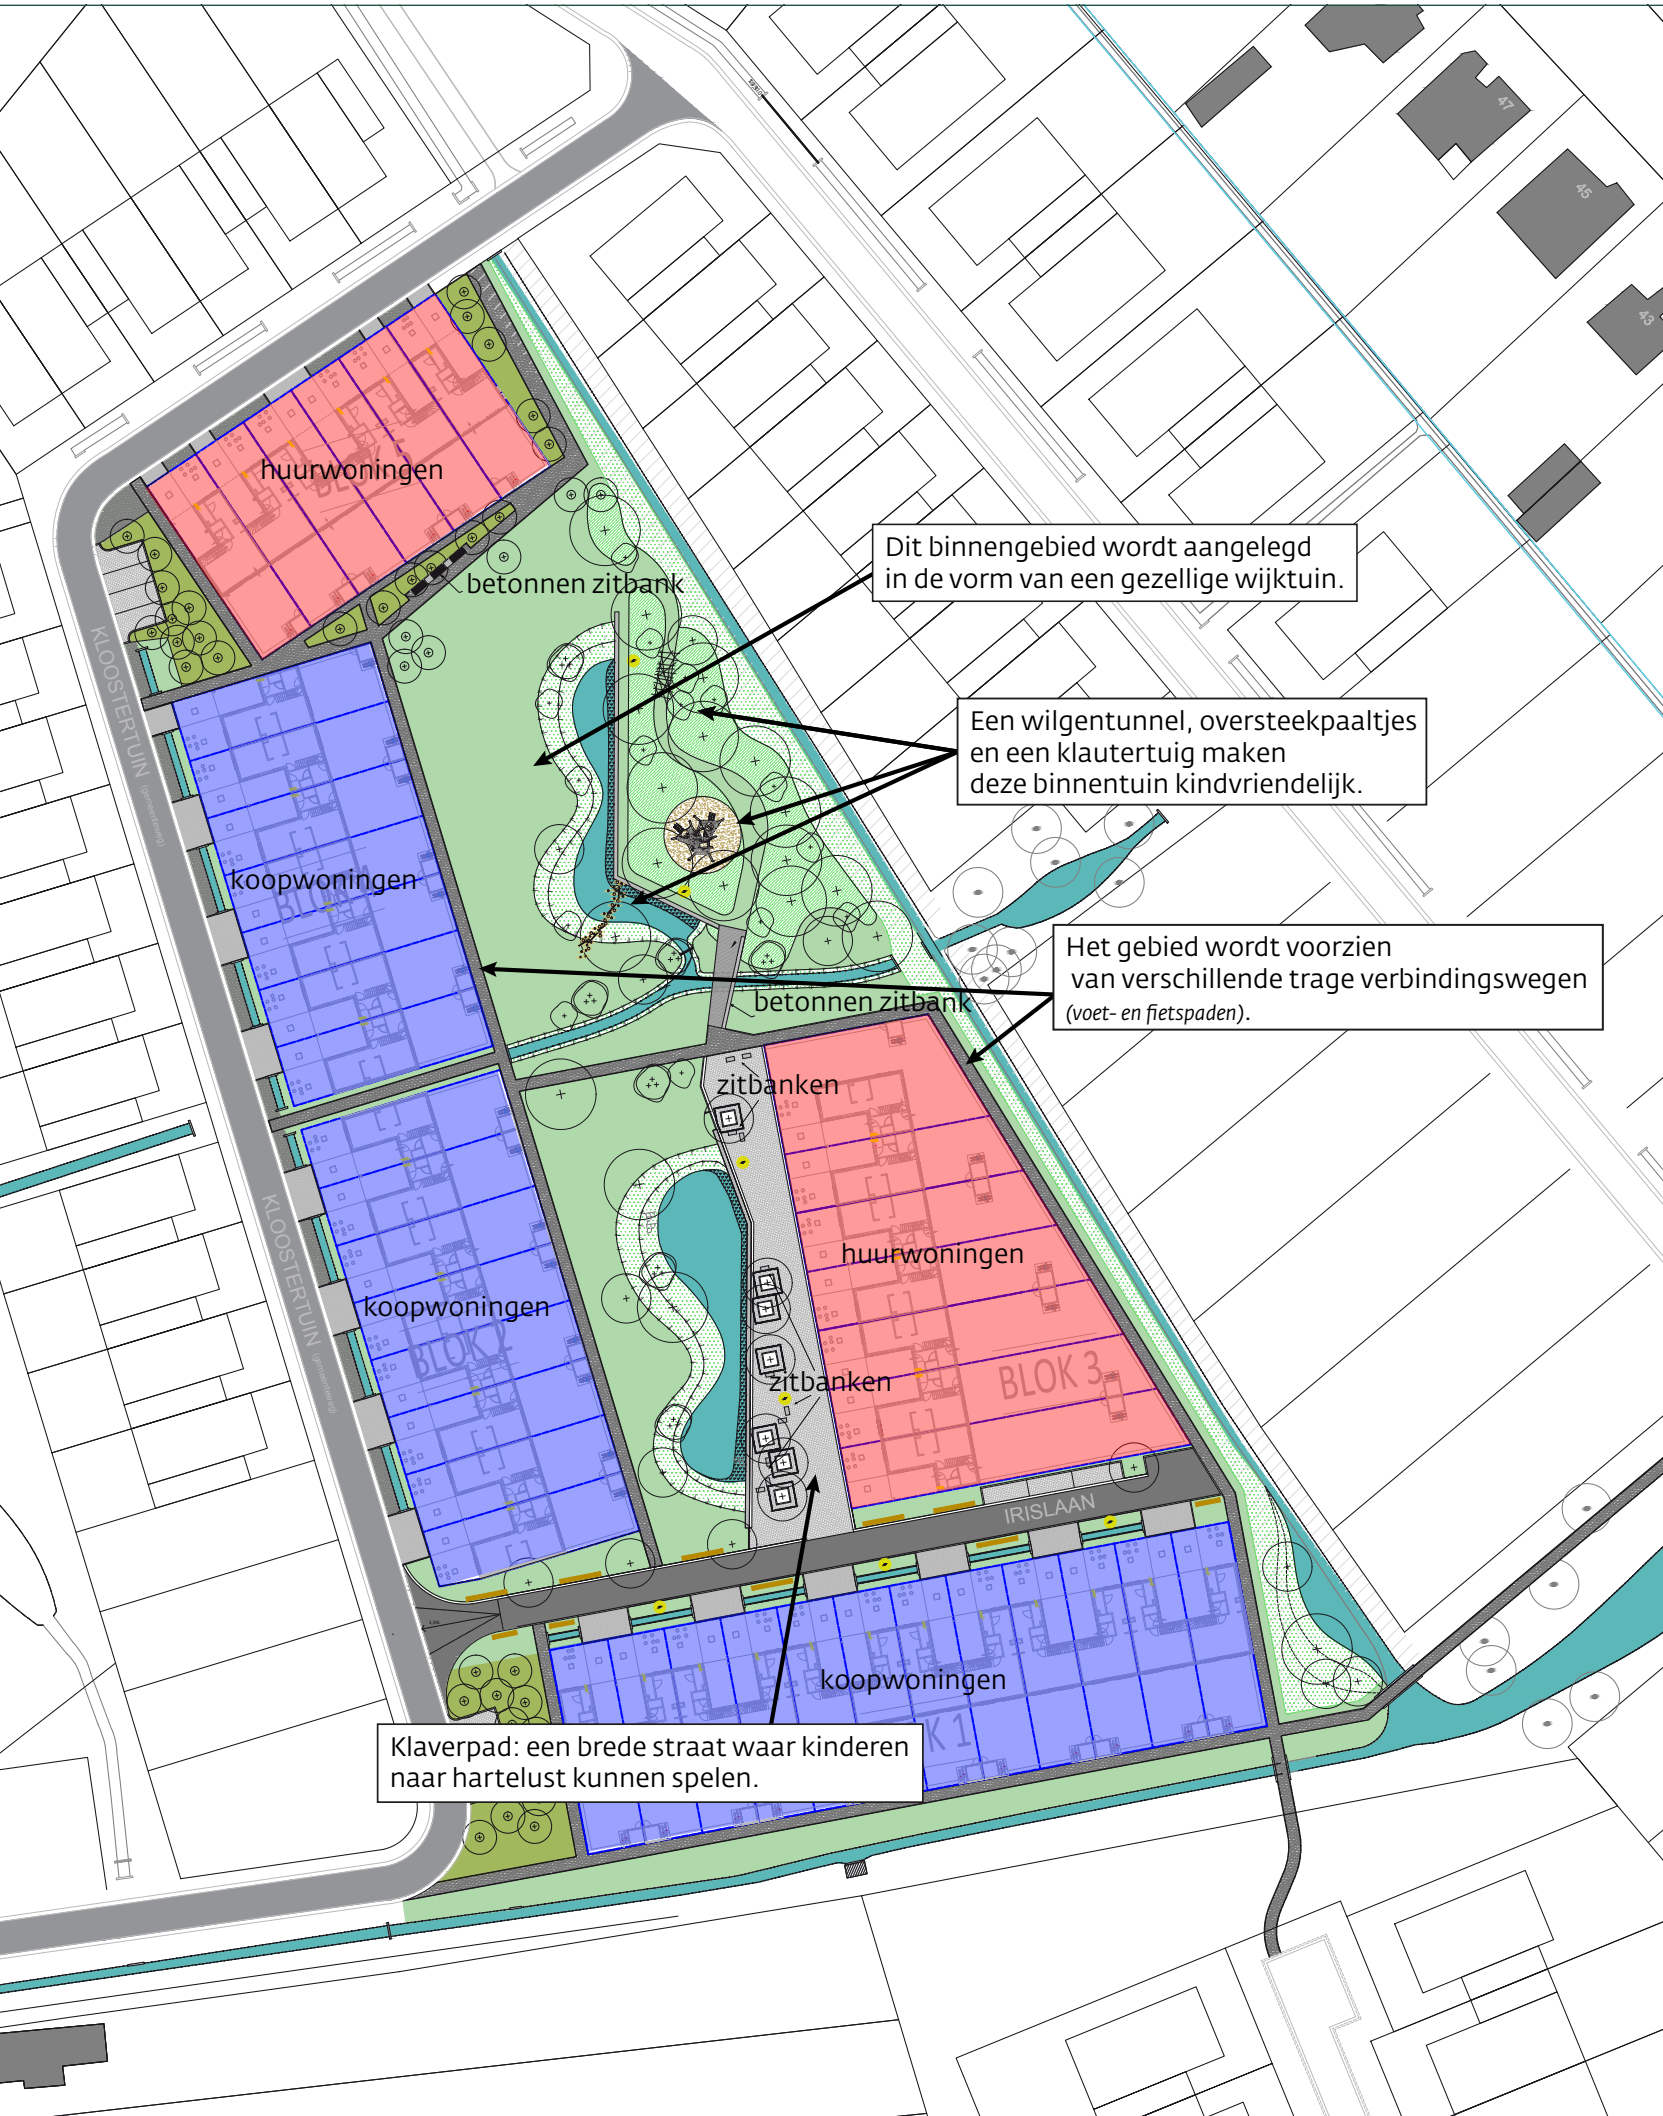 47
45
43
huurwoningen
betonnen zitbank
Dit binnengebied wordt aangelegd
in de vorm van een gezellige wijktuin.
KLOOSTERTUIN (gemeenteweg)
Een wilgentunnel, oversteekpaaltjes
en een klautertuig maken
deze binnentuin kindvriendelijk.
koopwoningen
Het gebied wordt voorzien
van verschillende trage verbindingswegen
(voet- en fietspaden).
betonnen zitbank
zitbanken
KLOOSTERTUIN (gemeenteweg)
huurwoningen
koopwoningen
BLOK 2
BLOK 3
zitbanken
IRISLAAN
koopwoningen
K 1
Klaverpad: een brede straat waar kinderen
naar hartelust kunnen spelen.